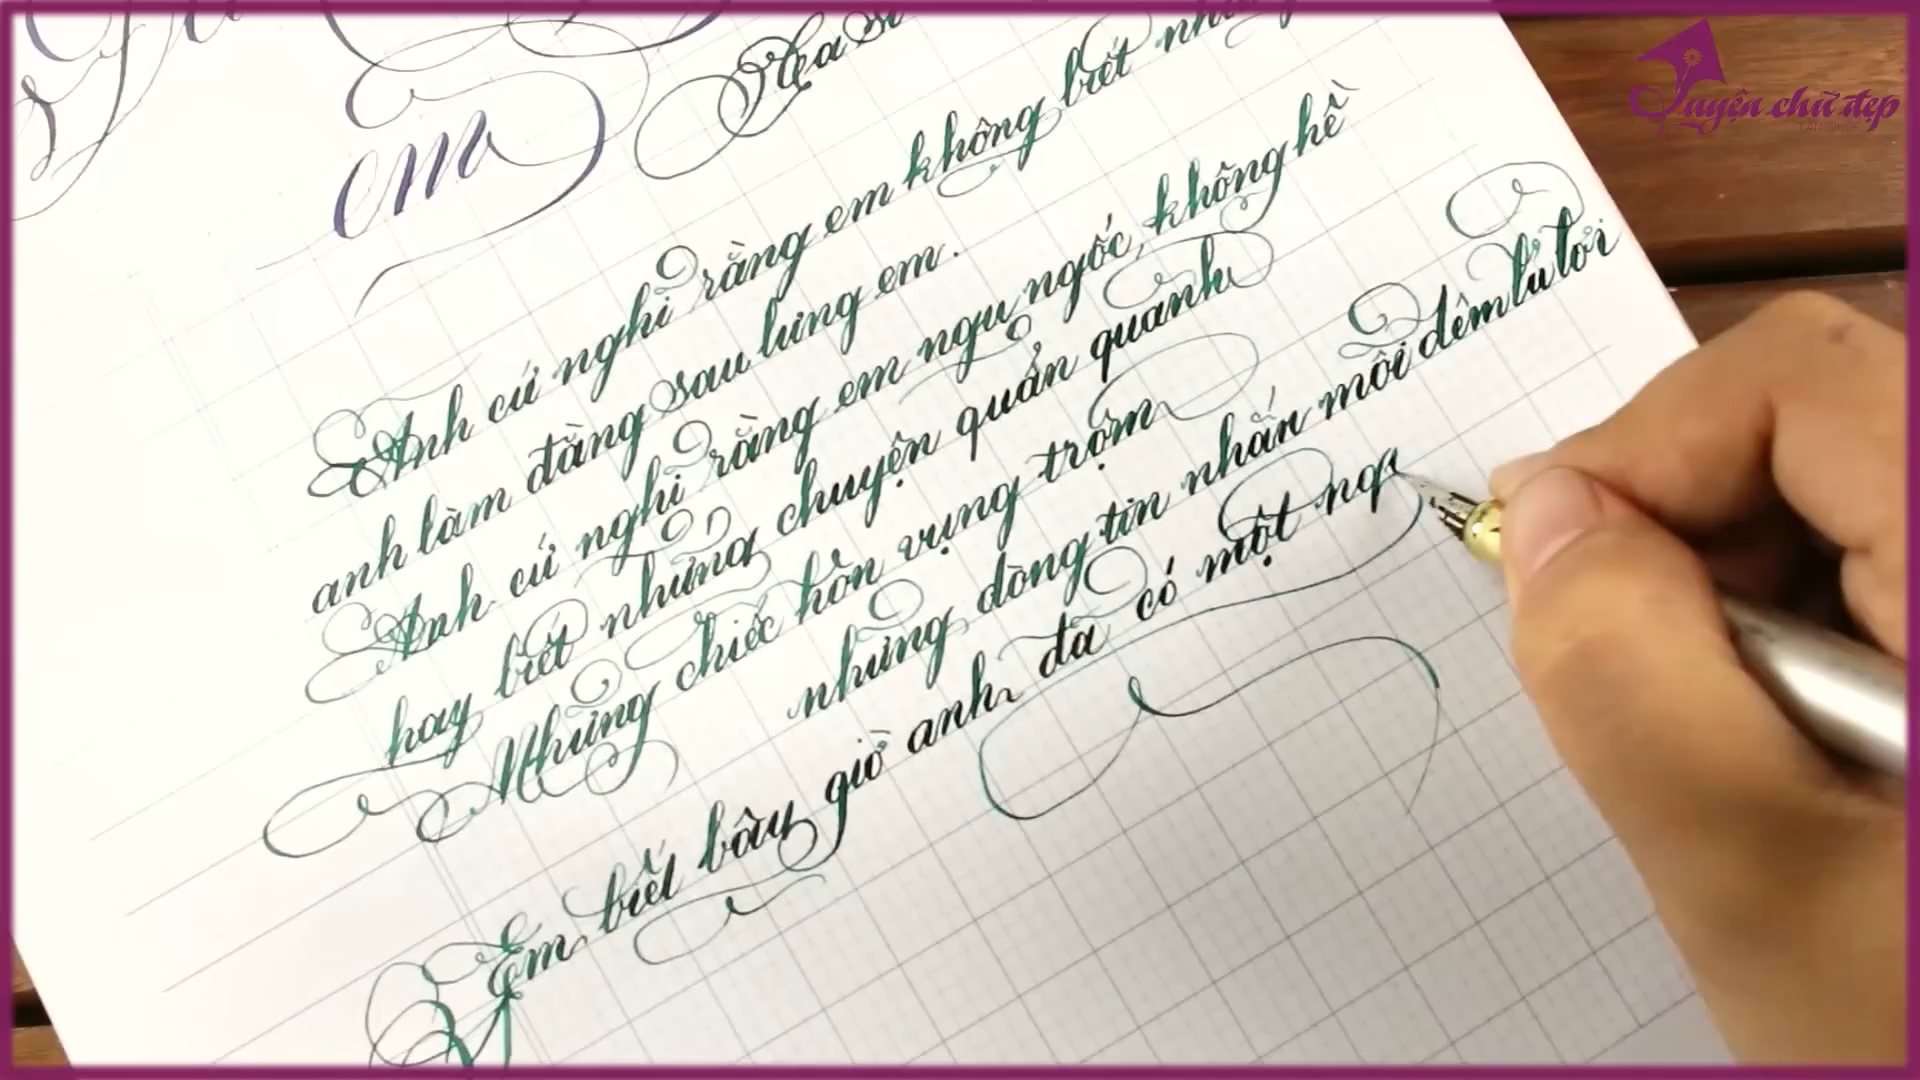 Luyện chữ đẹp
em
Anh cứ nghĩ rằng em không biết
anh làm đằng sau lưng em.
Anh cứ nghĩ rằng em ngu ngốc, không hề
hay biết những chuyện quẩn quanh
Những chiếc hôn vụng trộm
những dòng tin nhắn mỗi đêm từ tới
Em biết bây giờ anh đã có một